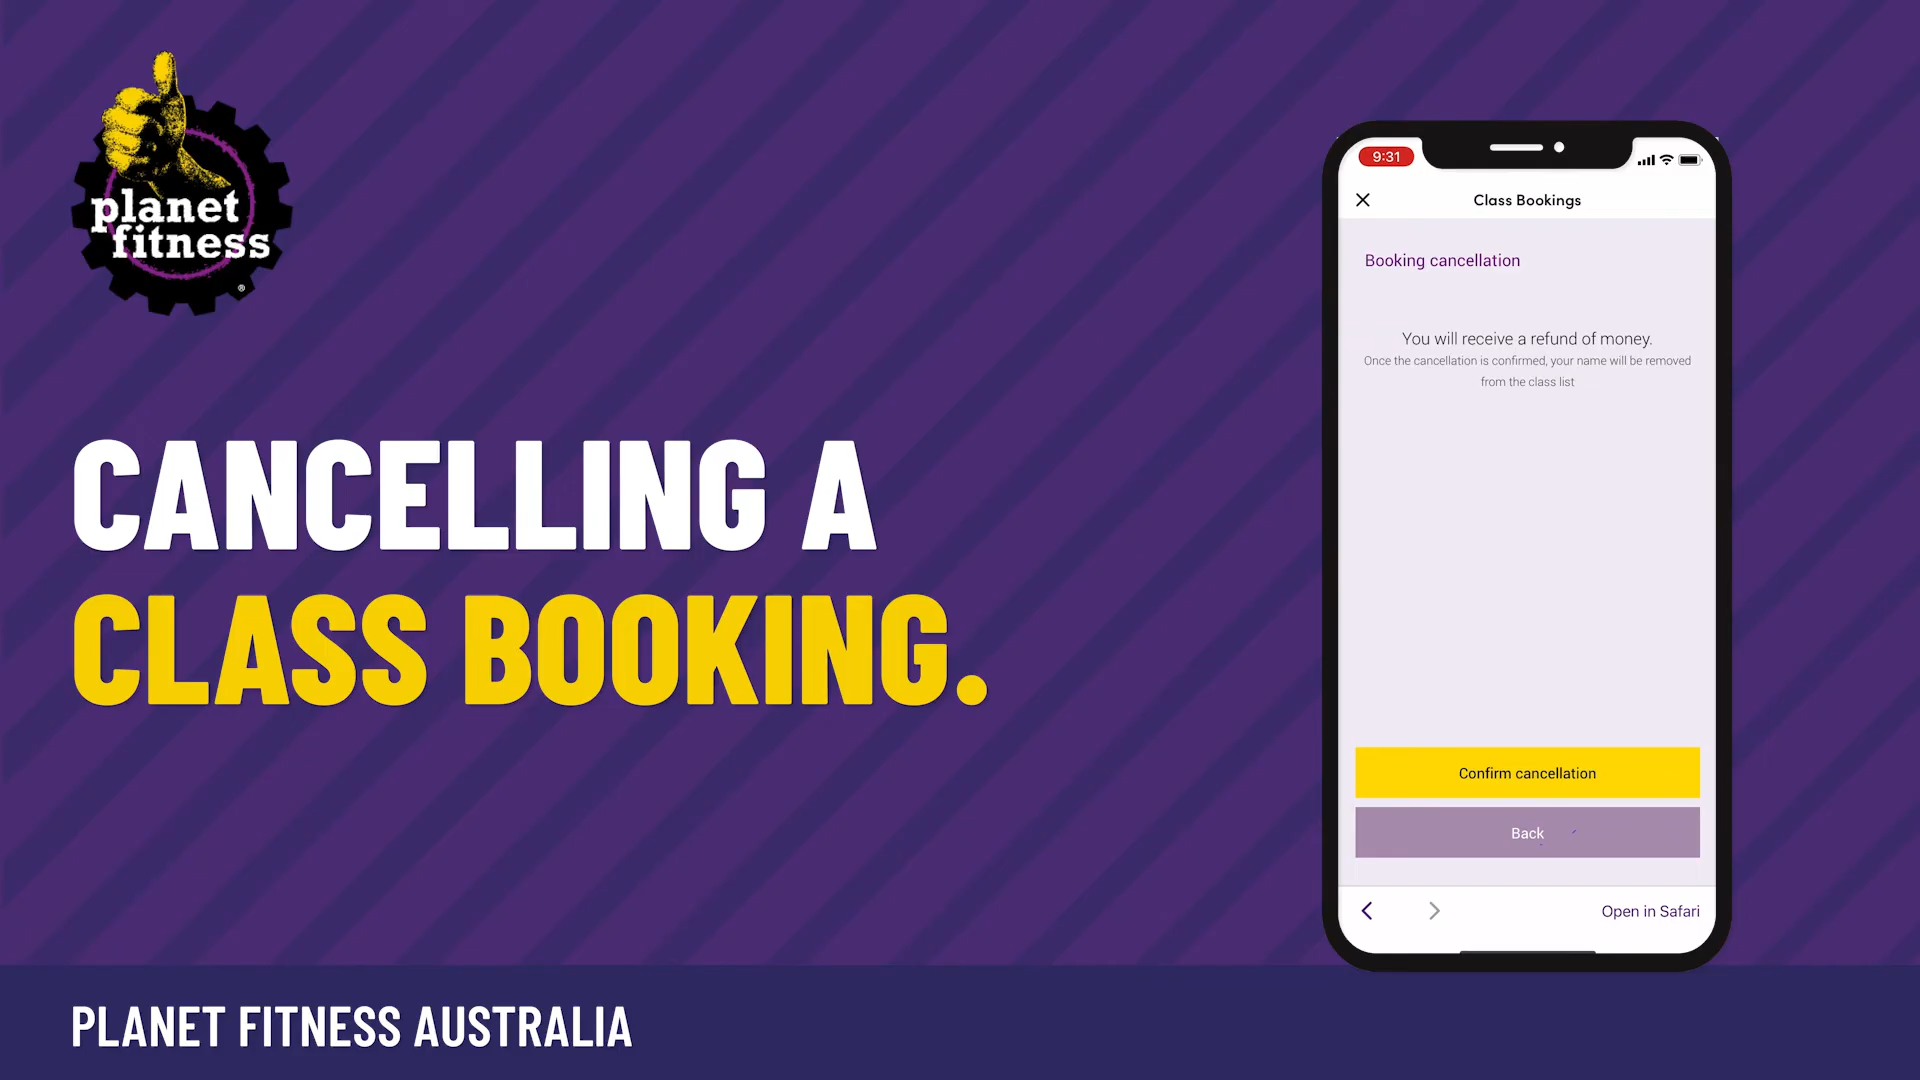 planet
fitness
®
CANCELLING A
CLASS BOOKING.
PLANET FITNESS AUSTRALIA
9:31
Class Bookings
Booking cancellation
You will receive a refund of money.
Once the cancellation is confirmed, your name will be removed
from the class list
Confirm cancellation
Back
Open in Safari